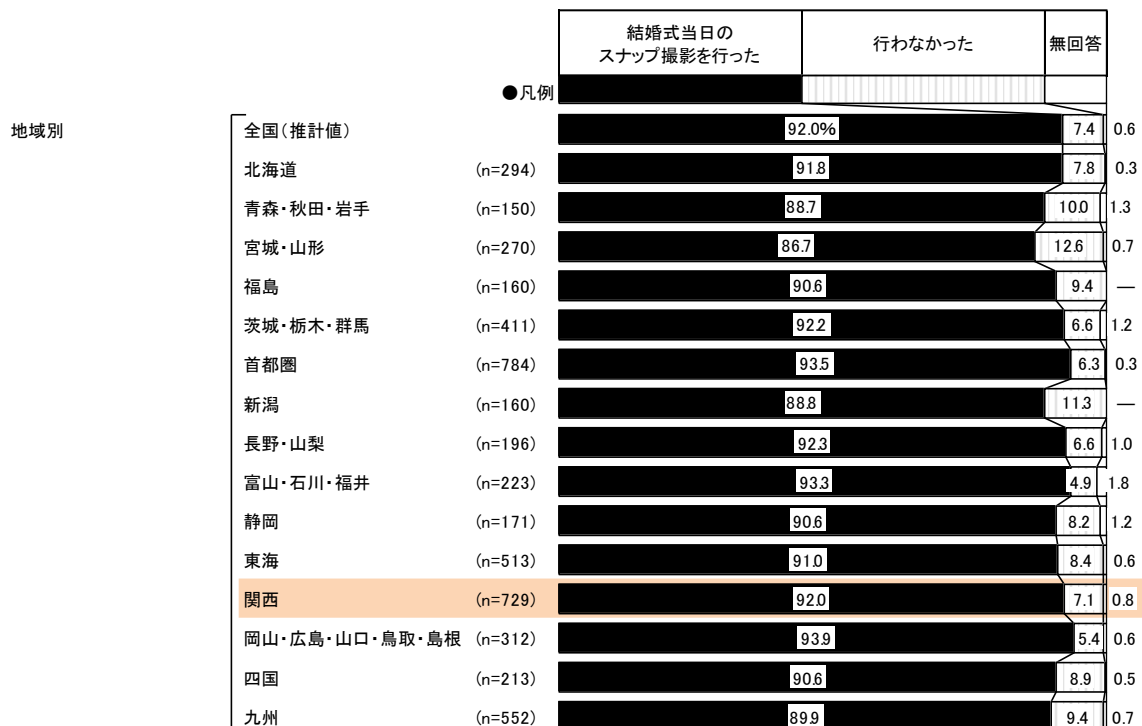 結婚式当日の
スナップ撮影を行った
行わなかった
無回答
●凡例
地域別
全国(推計値) 92.0% 7.4 0.6
北海道 (n=294) 91.8 7.8 0.3
青森・秋田・岩手 (n=150) 88.7 10.0 1.3
宮城・山形 (n=270) 86.7 12.6 0.7
福島 (n=160) 90.6 9.4 ―
茨城・栃木・群馬 (n=411) 92.2 6.6 1.2
首都圏 (n=784) 93.5 6.3 0.3
新潟 (n=160) 88.8 11.3 ―
長野・山梨 (n=196) 92.3 6.6 1.0
富山・石川・福井 (n=223) 93.3 4.9 1.8
静岡 (n=171) 90.6 8.2 1.2
東海 (n=513) 91.0 8.4 0.6
関西 (n=729) 92.0 7.1 0.8
岡山・広島・山口・鳥取・島根 (n=312) 93.9 5.4 0.6
四国 (n=213) 90.6 8.9 0.5
九州 (n=552) 89.9 9.4 0.7